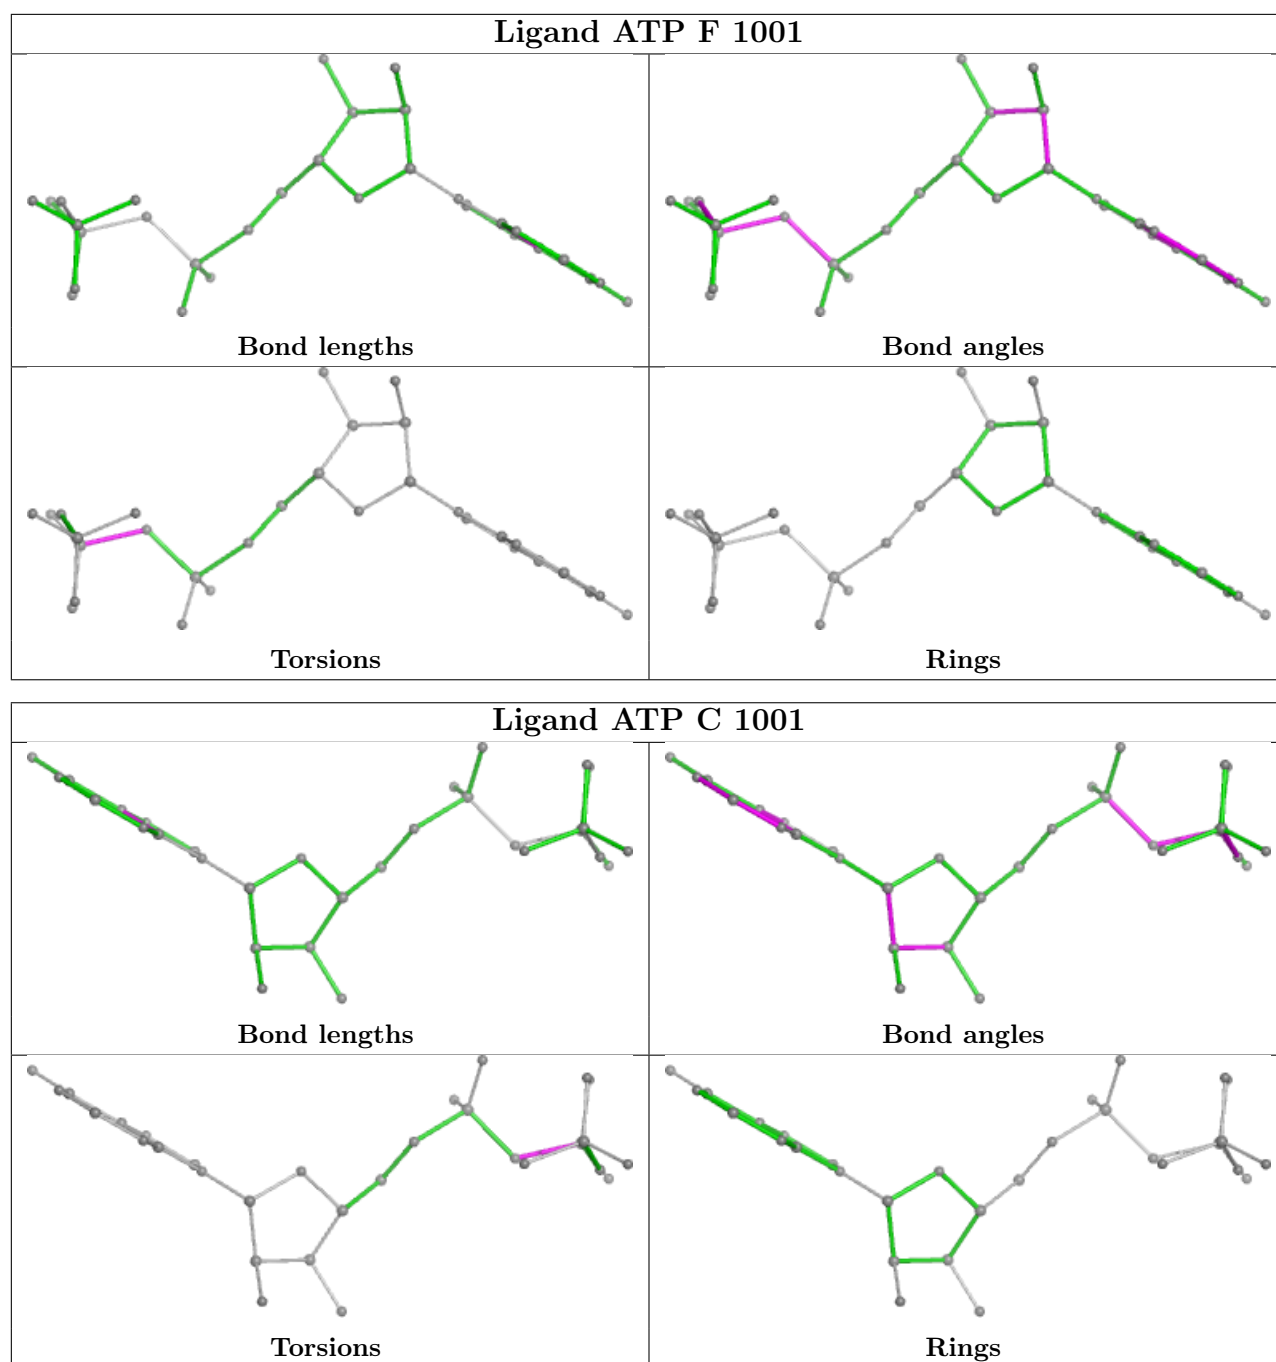 Ligand ATP F 1001
Bond lengths
Bond angles
Torsions
Rings
Ligand ATP C 1001
Bond lengths
Bond angles
Torsions
Rings